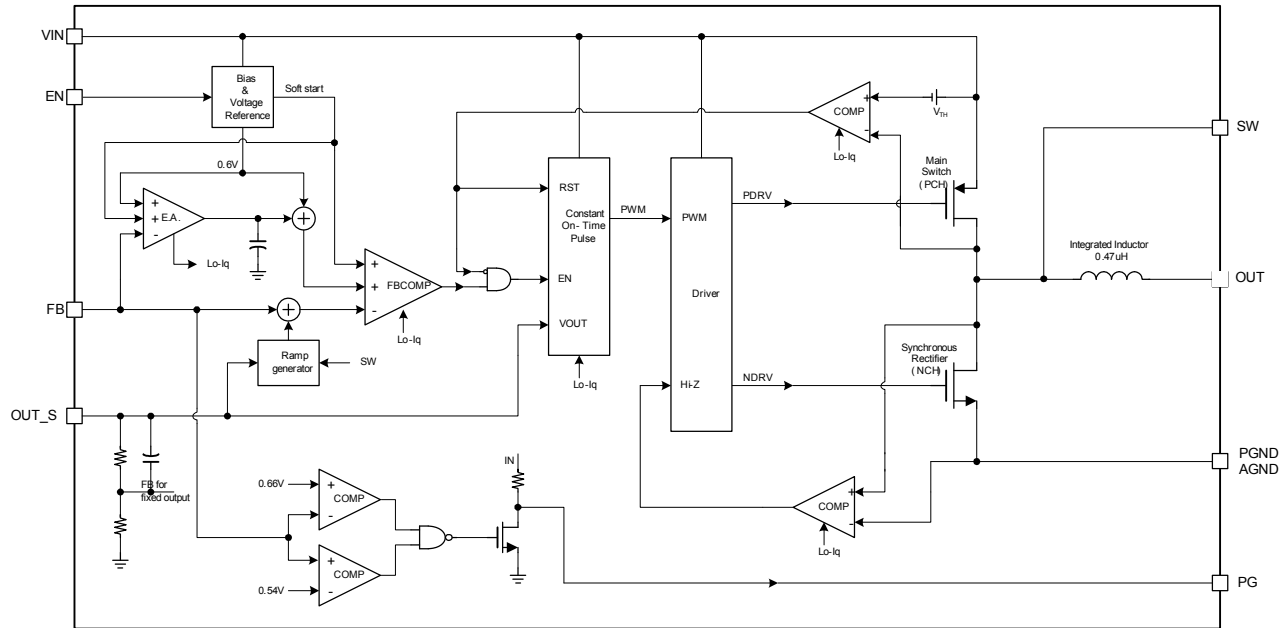 VIN
EN
Bias
&
Voltage
Reference
Soft start
0.6V
+
+
-
E.A.
+
Lo-Iq
FB
+
+
+
-
FBCOMP
Lo-Iq
Ramp
generator
SW
OUT_S
FB for
fixed output
RST
Constant
On- Time
Pulse
EN
VOUT
Lo-Iq
PWM
PWM
Driver
Hi-Z
PDRV
NDRV
+
-
COMP
Lo-Iq
VTH
Main
Switch
( PCH)
SW
Integrated Inductor
0.47uH
OUT
Synchronous
Rectifier
( NCH)
+
-
COMP
Lo-Iq
PGND
AGND
IN
0.66V
+
-
COMP
+
-
COMP
0.54V
PG